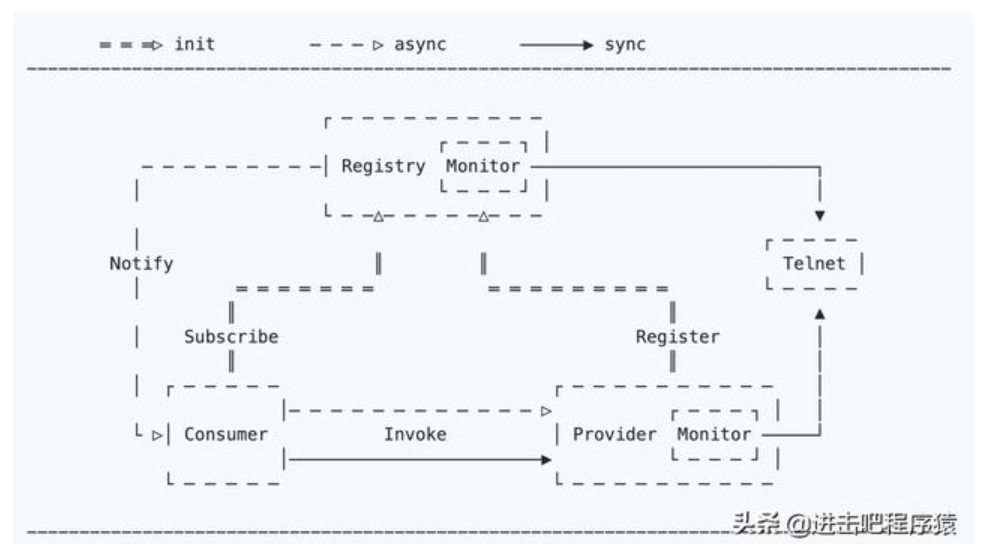 init async sync
Registry Monitor
Notify
Telnet
Subscribe Register
Consumer Invoke Provider Monitor
头条 @进击吧程序猿